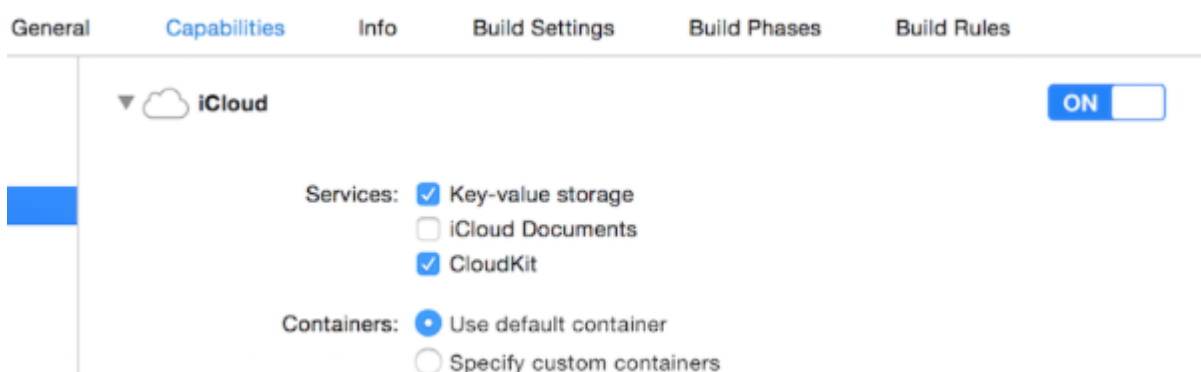 General Capabilities Info Build Settings Build Phases Build Rules
iCloud ON
Services: Key-value storage
iCloud Documents
CloudKit
Containers: Use default container
Specify custom containers